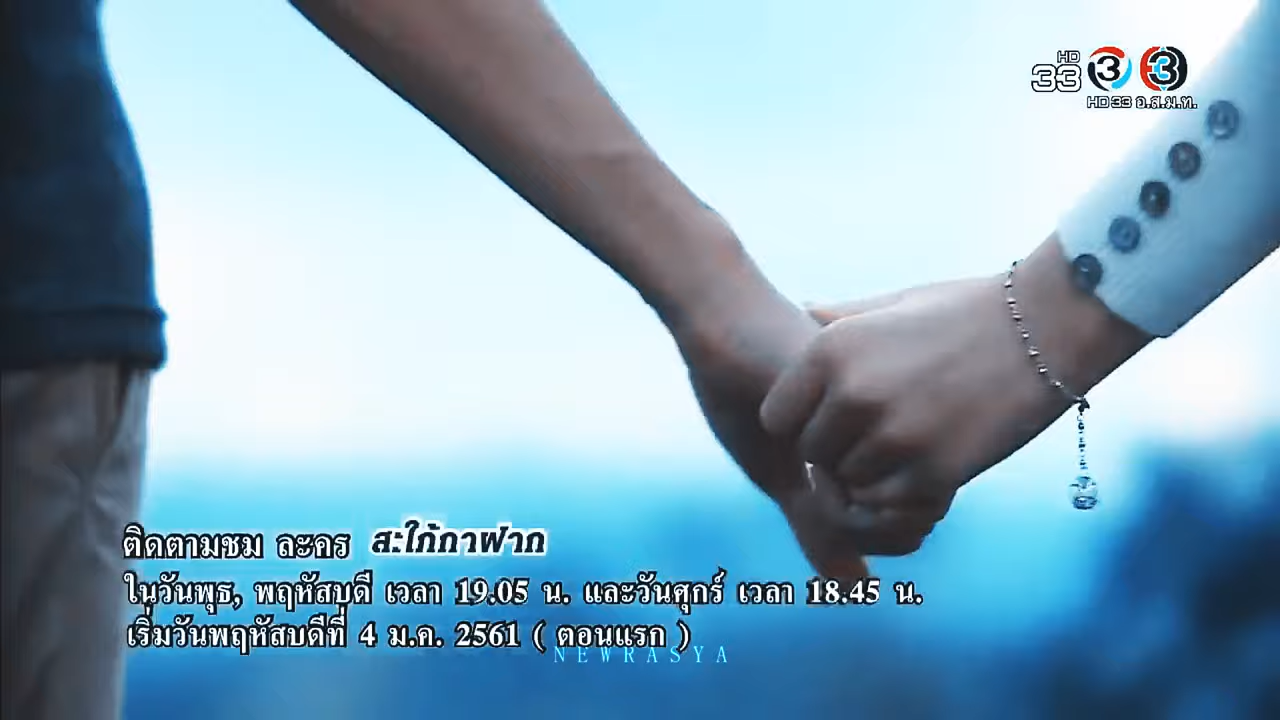 HD
33 3 3
HD33 อ.ส.ม.ท.
ติดตามชม ละคร สะใภ้กาฝาก
ในวันพุธ, พฤหัสบดี เวลา 19.05 น. และวันศุกร์ เวลา 18.45 น.
เริ่มวันพฤหัสบดีที่ 4 ม.ค. 2561 ( ตอนแรก )
NEWRASYA